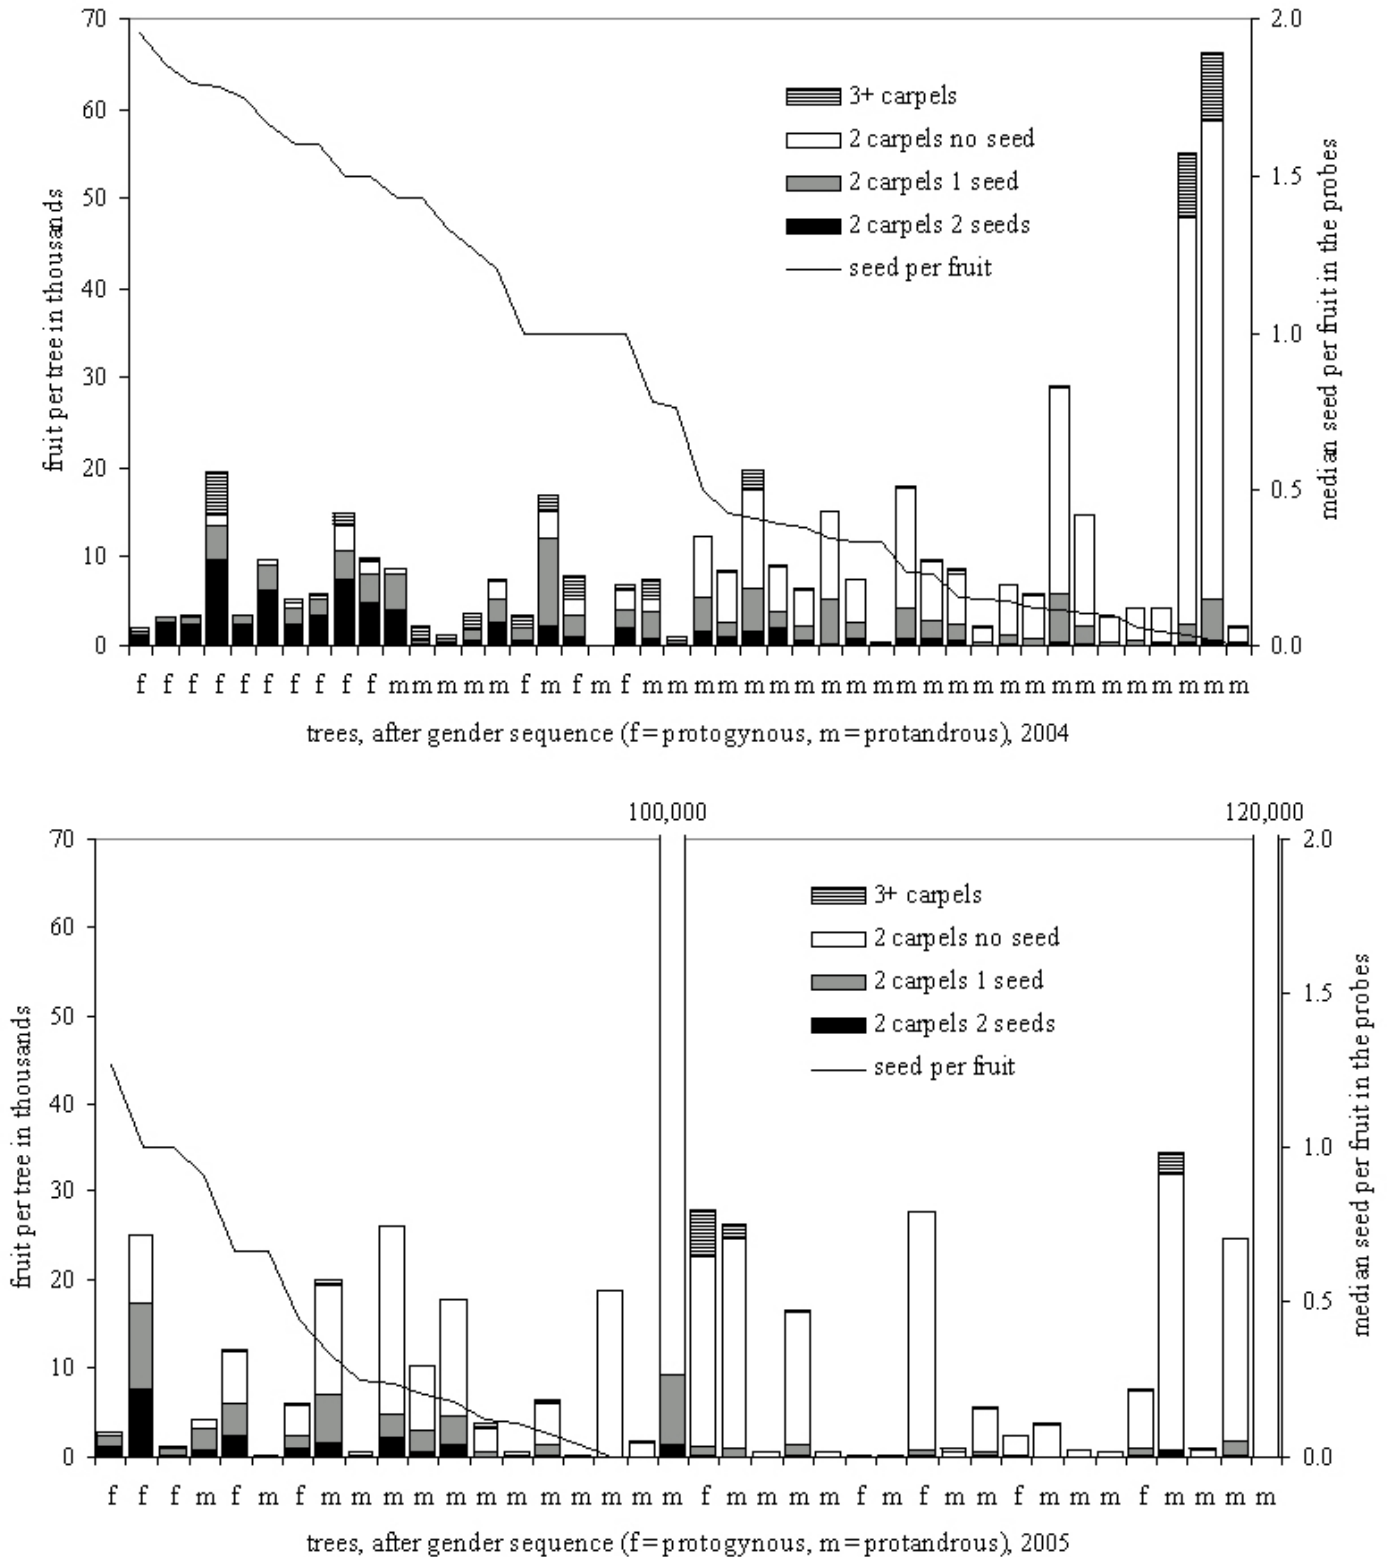 70
60
50
40
30
20
10
0
fruit per tree in thousands
3+ carpels
2 carpels no seed
2 carpels 1 seed
2 carpels 2 seeds
seed per fruit
2.0
1.5
1.0
0.5
0.0
median seed per fruit in the probes
f f f f f f f f f f m m m m m f m f m f m m m m m m m m m m m m m m m m m m m m m m m m
trees, after gender sequence (f=protogynous, m=protandrous), 2004
100,000
120,000
70
60
50
40
30
20
10
0
fruit per tree in thousands
3+ carpels
2 carpels no seed
2 carpels 1 seed
2 carpels 2 seeds
seed per fruit
2.0
1.5
1.0
0.5
0.0
median seed per fruit in the probes
f f f m f m f m m m m m m m m m m m m f m m m m m m f m m f m m m f m m m m
trees, after gender sequence (f=protogynous, m=protandrous), 2005